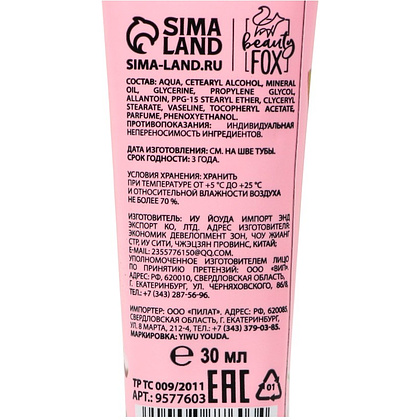 SIMA
LAND
SIMA-LAND.RU
beauty
FOX
СОСТАВ: AQUA, CETEARYL ALCOHOL, MINERAL
OIL, GLYCERINE, PROPYLENE GLYCOL,
ALLANTOIN, PPG-15 STEARYL ETHER, GLYCERYL
STEARATE, VASELINE, TOCOPHERYL ACETATE,
PARFUME, PHENOXYETHANOL.
ПРОТИВОПОКАЗАНИЯ: ИНДИВИДУАЛЬНАЯ
НЕПЕРЕНОСИМОСТЬ ИНГРЕДИЕНТОВ.
ДАТА ИЗГОТОВЛЕНИЯ: СМ. НА ШВЕ ТУБЫ.
СРОК ГОДНОСТИ: 3 ГОДА.
УСЛОВИЯ ХРАНЕНИЯ: ХРАНИТЬ
ПРИ ТЕМПЕРАТУРЕ ОТ +5 °С ДО +25 °С
И ОТНОСИТЕЛЬНОЙ ВЛАЖНОСТИ ВОЗДУХА
НЕ БОЛЕЕ 70 %.
ИЗГОТОВИТЕЛЬ: ИУ ЙОУДА ИМПОРТ ЭНД
ЭКСПОРТ КО, ЛТД. АДРЕС ИЗГОТОВИТЕЛЯ:
ЭКОНОМИК ДЕВЕЛОПМЕНТ ЗОН, ЧОУ ЖИАНГ
СТР, ИУ СИТИ, ЧЖЭЦЗЯН ПРОВИНС, КИТАЙ;
E-MAIL: 2355776150@QQ.COM.
УПОЛНОМОЧЕННОЕ ИЗГОТОВИТЕЛЕМ ЛИЦО
ПО ПРИНЯТИЮ ПРЕТЕНЗИЙ: ООО «ВИП».
АДРЕС: РФ, 620010, СВЕРДЛОВСКАЯ ОБЛАСТЬ,
Г. ЕКАТЕРИНБУРГ, УЛ. ЧЕРНЯХОВСКОГО, 86/8
ТЕЛ.: +7 (343) 287-56-96.
ИМПОРТЕР: ООО «ПИЛАТ». АДРЕС: РФ, 620085,
СВЕРДЛОВСКАЯ ОБЛАСТЬ, Г. ЕКАТЕРИНБУРГ,
УЛ. 8 МАРТА, 212-4, ТЕЛ.: +7 (343) 379-03-85.
МАРКИРОВКА: YIWU YOUDA.
℮ 30 МЛ
ТР ТС 009/2011
АРТ.: 9577603
EAC
01